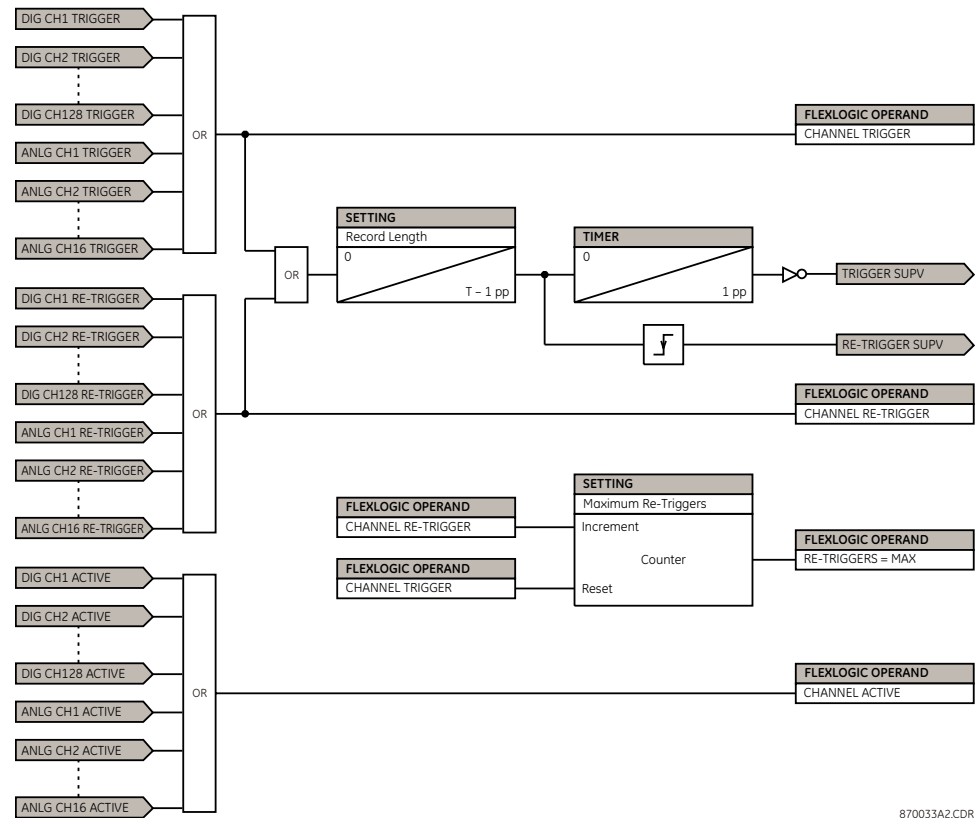 DIG CH1 TRIGGER
DIG CH2 TRIGGER
DIG CH128 TRIGGER
ANLG CH1 TRIGGER
ANLG CH2 TRIGGER
ANLG CH16 TRIGGER
OR
FLEXLOGIC OPERAND
CHANNEL TRIGGER
OR
SETTING
Record Length
0
T – 1 pp
TIMER
0
1 pp
TRIGGER SUPV
RE-TRIGGER SUPV
DIG CH1 RE-TRIGGER
DIG CH2 RE-TRIGGER
DIG CH128 RE-TRIGGER
ANLG CH1 RE-TRIGGER
ANLG CH2 RE-TRIGGER
ANLG CH16 RE-TRIGGER
OR
FLEXLOGIC OPERAND
CHANNEL RE-TRIGGER
FLEXLOGIC OPERAND
CHANNEL RE-TRIGGER
FLEXLOGIC OPERAND
CHANNEL TRIGGER
SETTING
Maximum Re-Triggers
Increment
Counter
Reset
FLEXLOGIC OPERAND
RE-TRIGGERS = MAX
DIG CH1 ACTIVE
DIG CH2 ACTIVE
DIG CH128 ACTIVE
ANLG CH1 ACTIVE
ANLG CH2 ACTIVE
ANLG CH16 ACTIVE
OR
FLEXLOGIC OPERAND
CHANNEL ACTIVE
870033A2.CDR